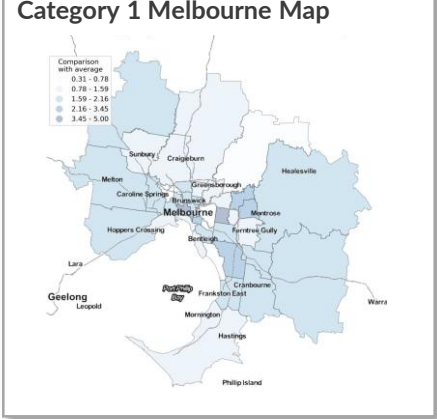 Category 1 Melbourne Map
Comparison
with average
0.31 - 0.78
0.78 - 1.59
1.59 - 2.16
2.16 - 3.45
3.45 - 5.00
Sunbury
Craigieburn
Healesville
Melton
Greensborough
Caroline Springs
Brunswick
Melbourne
Montrose
Hoppers Crossing
Ferntree Gully
Bentleigh
Lara
Geelong
Leopold
Port Phillip
Bay
Cranbourne
Frankston East
Warra
Mornington
Hastings
Phillip Island